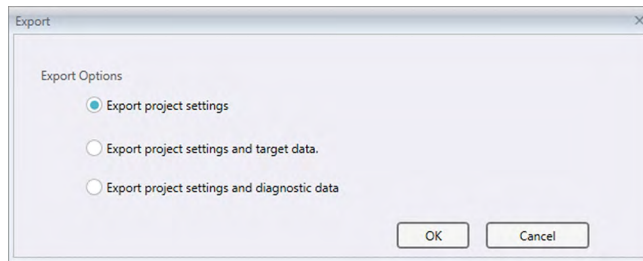 Export
Export Options
Export project settings
Export project settings and target data.
Export project settings and diagnostic data
OK
Cancel